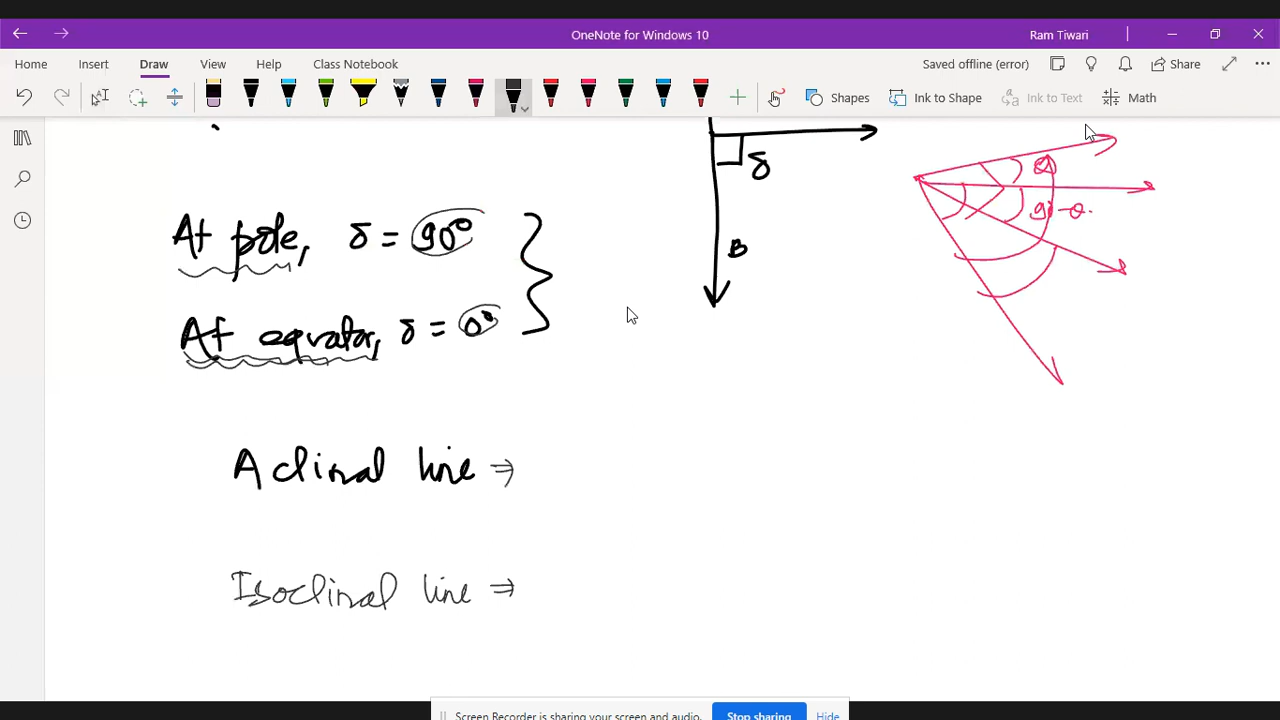 OneNote for Windows 10
Ram Tiwari
Home Insert Draw View Help Class Notebook
Saved offline (error)
Share
Shapes
Ink to Shape
Ink to Text
Math
δ
B
90-θ
At pole, δ = 90°
At equator, δ = 0°
Aclinal line ⇒
Isoclinal line ⇒
Screen Recorder is sharing your screen and audio.
Stop sharing
Hide